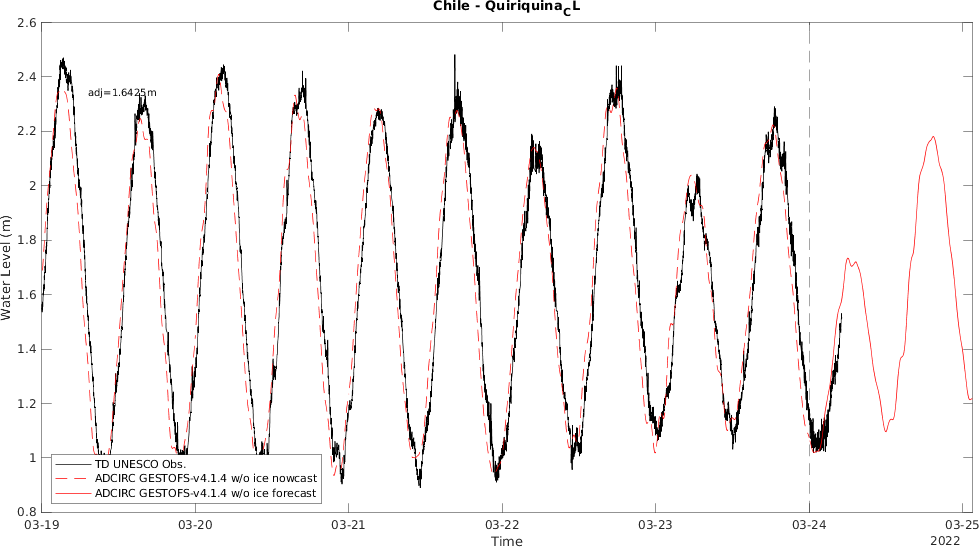 Chile - Quiriquina_CL
2.6
2.4
2.2
2
1.8
1.6
1.4
1.2
1
0.8
Water Level (m)
adj=1.6425m
TD UNESCO Obs.
ADCIRC GESTOFS-v4.1.4 w/o ice nowcast
ADCIRC GESTOFS-v4.1.4 w/o ice forecast
03-19 03-20 03-21 03-22 03-23 03-24 03-25
Time
2022